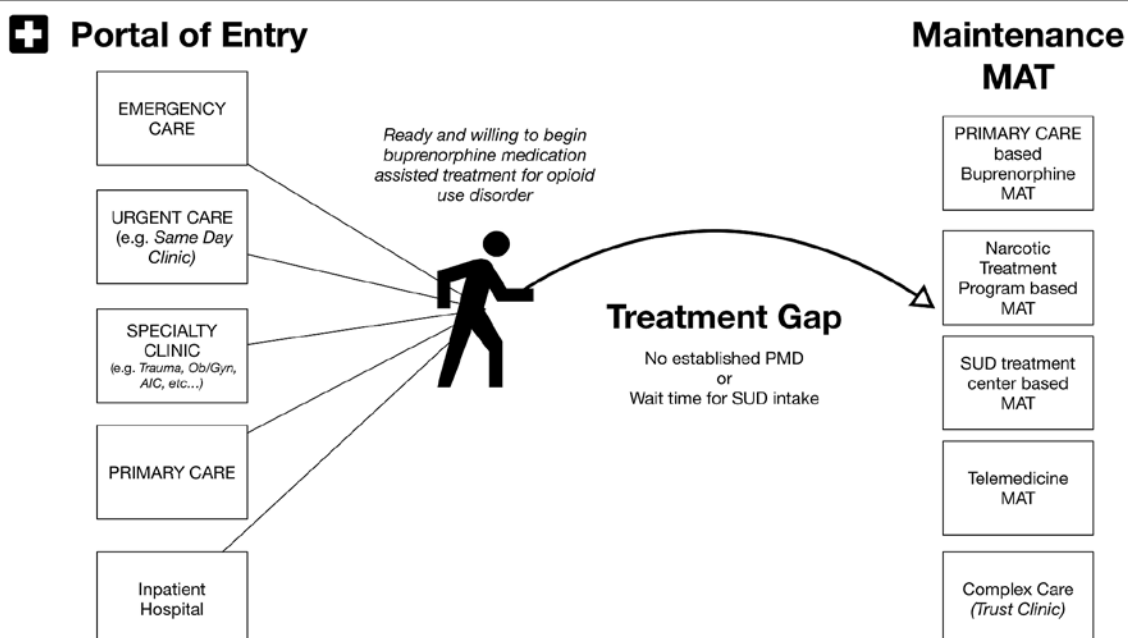 Portal of Entry
EMERGENCY
CARE
URGENT CARE
(e.g. Same Day
Clinic)
SPECIALTY
CLINIC
(e.g. Trauma, Ob/Gyn,
AIC, etc...)
PRIMARY CARE
Inpatient
Hospital
Ready and willing to begin
buprenorphine medication
assisted treatment for opioid
use disorder
Treatment Gap
No established PMD
or
Wait time for SUD intake
Maintenance
MAT
PRIMARY CARE
based
Buprenorphine
MAT
Narcotic
Treatment
Program based
MAT
SUD treatment
center based
MAT
Telemedicine
MAT
Complex Care
(Trust Clinic)